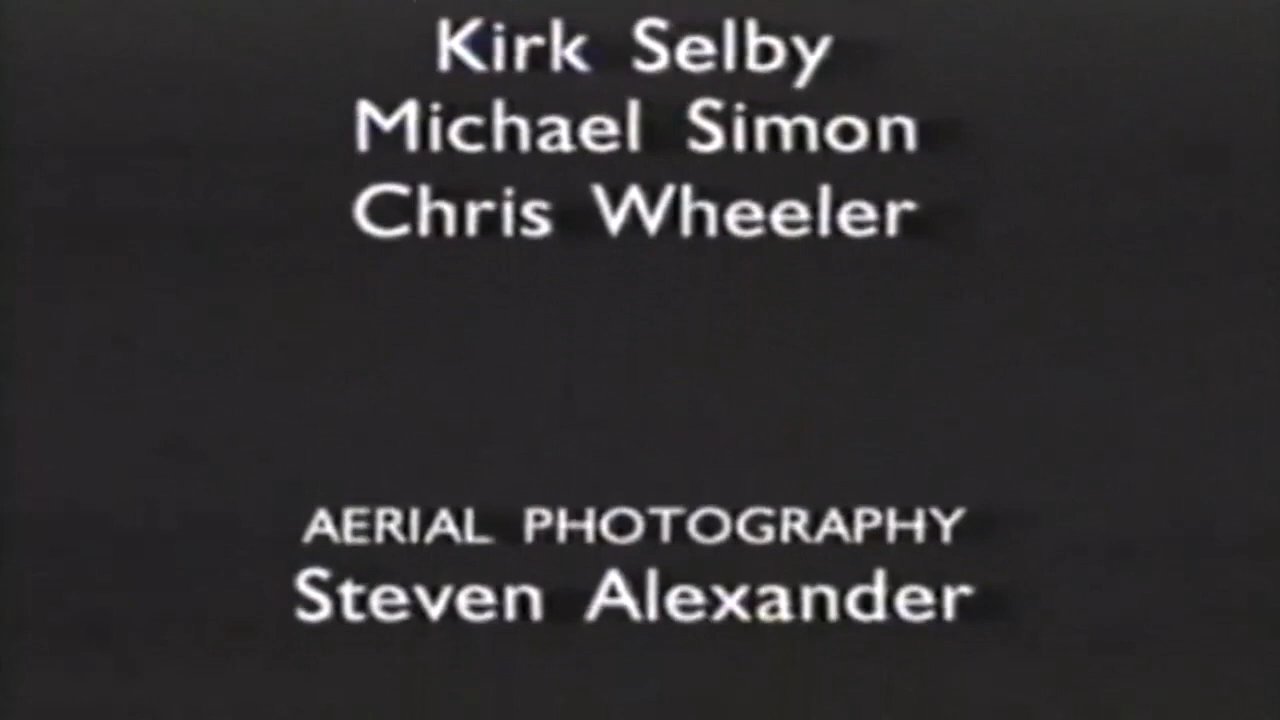 Kirk Selby
Michael Simon
Chris Wheeler
AERIAL PHOTOGRAPHY
Steven Alexander